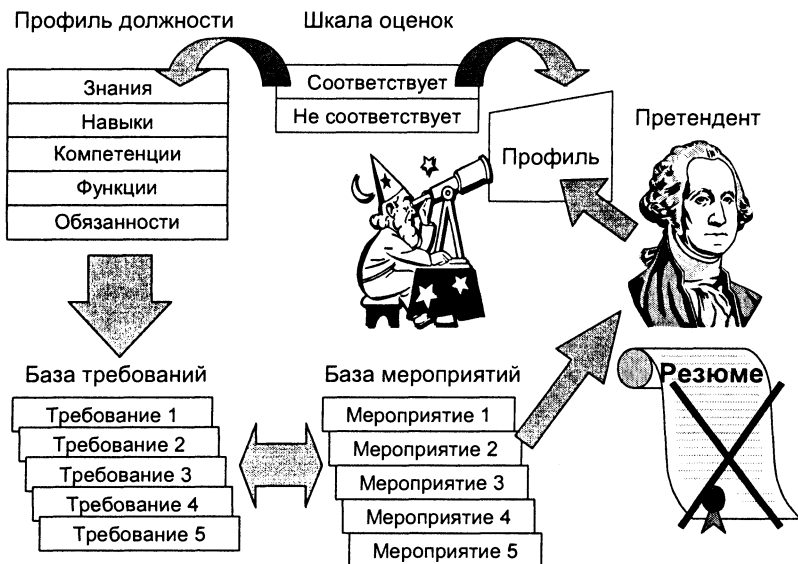 Профиль должности
Шкала оценок
Знания
Навыки
Компетенции
Функции
Обязанности
Соответствует
Не соответствует
Профиль
Претендент
База требований
Требование 1
Требование 2
Требование 3
Требование 4
Требование 5
База мероприятий
Мероприятие 1
Мероприятие 2
Мероприятие 3
Мероприятие 4
Мероприятие 5
Резюме